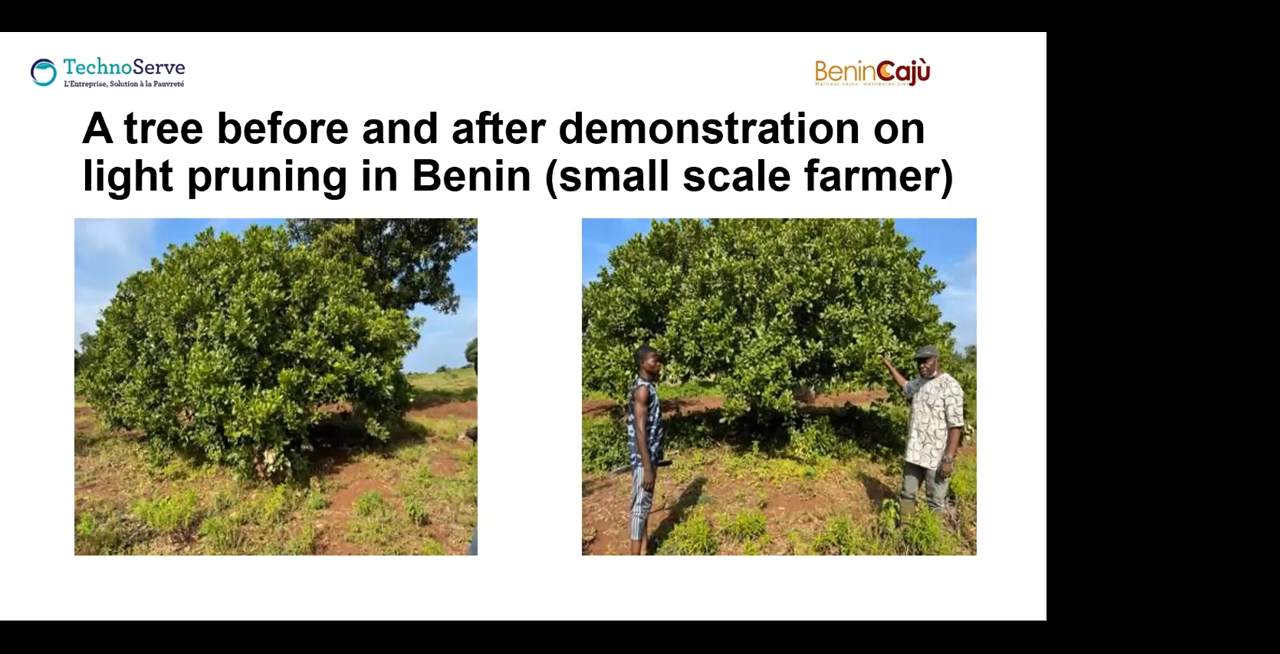 TechnoServe
L'Entreprise, Solution à la Pauvreté
BeninCajù
A tree before and after demonstration on
light pruning in Benin (small scale farmer)